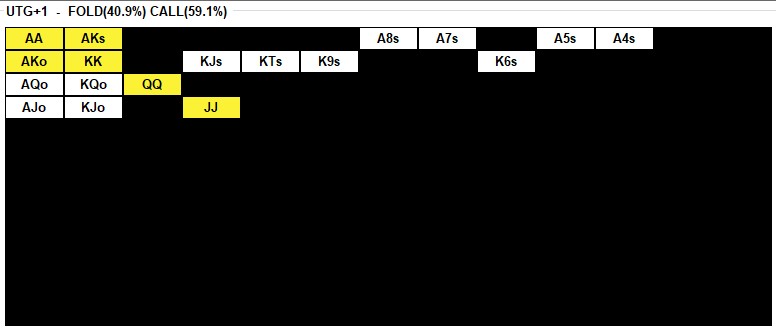 UTG+1 - FOLD(40.9%) CALL(59.1%)
AA AKs A8s A7s A5s A4s
AKo KK KJs KTs K9s K6s
AQo KQo QQ
AJo KJo JJ